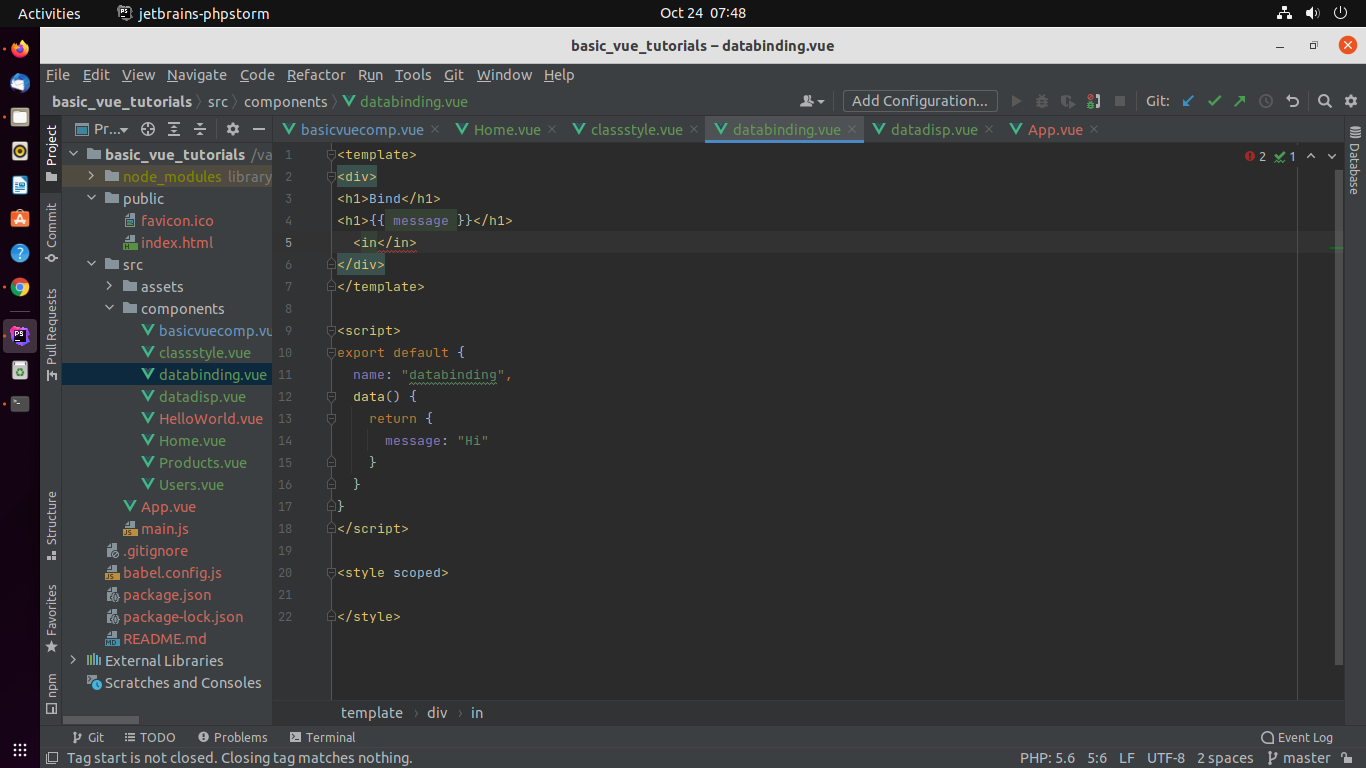 Activities jetbrains-phpstorm Oct 24 07:48
basic_vue_tutorials – databinding.vue
File Edit View Navigate Code Refactor Run Tools Git Window Help
basic_vue_tutorials src components databinding.vue Add Configuration... Git:
Pr... basicvuecomp.vue Home.vue classstyle.vue databinding.vue datadisp.vue App.vue
Project
Commit
Pull Requests
Structure
Favorites
npm
basic_vue_tutorials /va
node_modules library
public
favicon.ico
index.html
src
assets
components
basicvuecomp.vu
classstyle.vue
databinding.vue
datadisp.vue
HelloWorld.vue
Home.vue
Products.vue
Users.vue
App.vue
main.js
.gitignore
babel.config.js
package.json
package-lock.json
README.md
External Libraries
Scratches and Consoles
1 <template>
2 <div>
3 <h1>Bind</h1>
4 <h1>{{ message }}</h1>
5 <in</in>
6 </div>
7 </template>
8
9 <script>
10 export default {
11 name: "databinding",
12 data() {
13 return {
14 message: "Hi"
15 }
16 }
17 }
18 </script>
19
20 <style scoped>
21
22 </style>
2 1
Database
template div in
Git TODO Problems Terminal Event Log
Tag start is not closed. Closing tag matches nothing. PHP: 5.6 5:6 LF UTF-8 2 spaces master